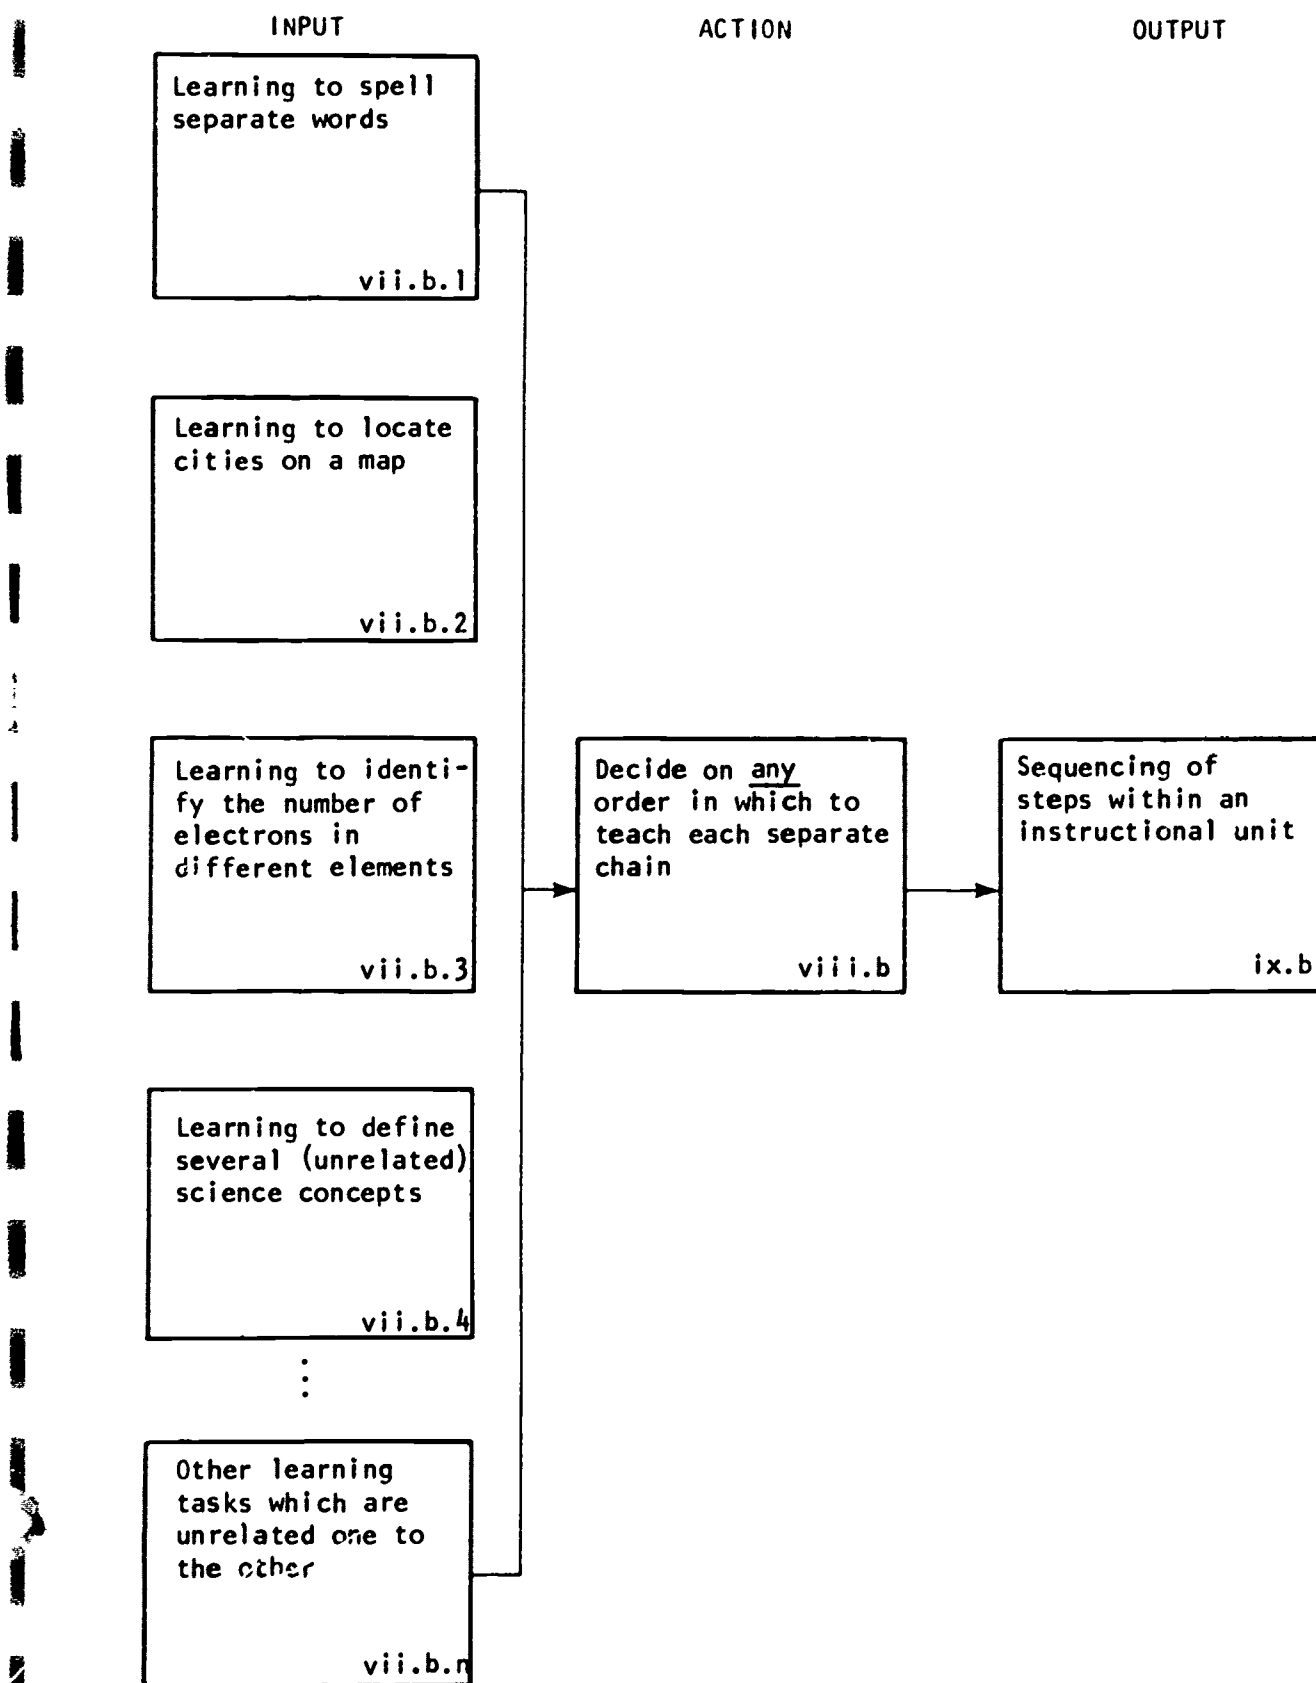 INPUT
ACTION
OUTPUT
Learning to spell
separate words
vii.b.1
Learning to locate
cities on a map
vii.b.2
Learning to identi-
fy the number of
electrons in
different elements
vii.b.3
Decide on any
order in which to
teach each separate
chain
viii.b
Sequencing of
steps within an
instructional unit
ix.b
Learning to define
several (unrelated)
science concepts
vii.b.4
Other learning
tasks which are
unrelated one to
the other
vii.b.n